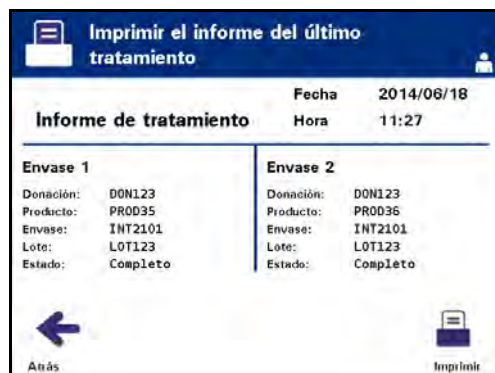 Imprimir el informe del último
tratamiento
Fecha 2014/06/18
Informe de tratamiento Hora 11:27
Envase 1
Donación: DON123
Producto: PROD35
Envase: INT2101
Lote: LOT123
Estado: Completo
Envase 2
Donación: DON123
Producto: PROD36
Envase: INT2101
Lote: LOT123
Estado: Completo
Atrás
Imprimir